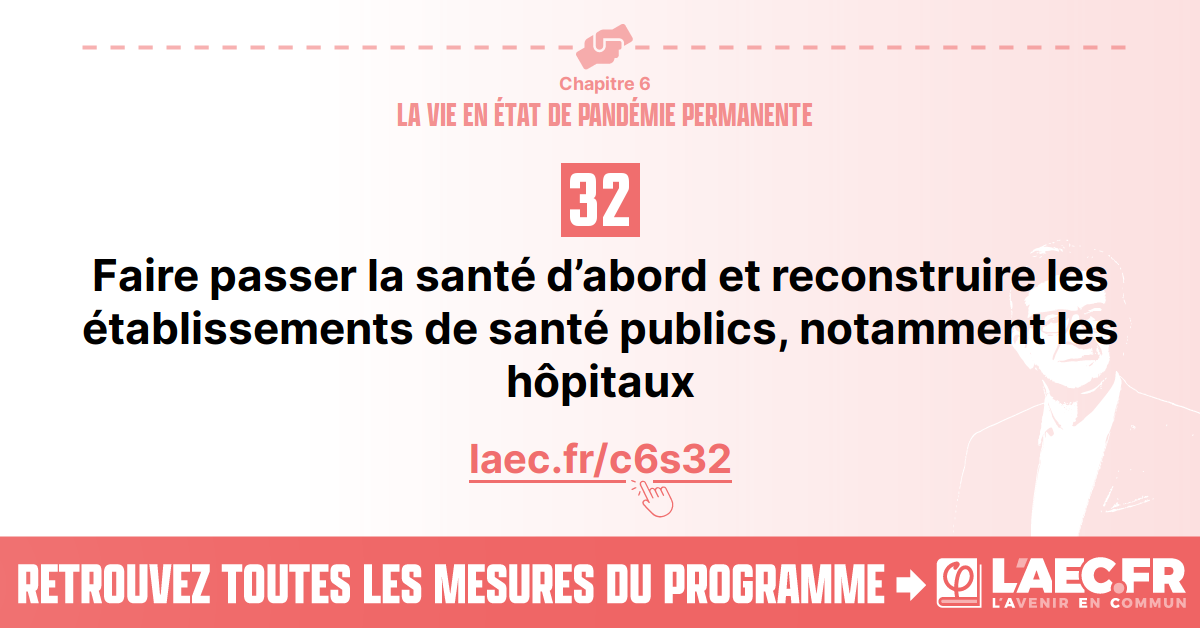 Chapitre 6
LA VIE EN ÉTAT DE PANDÉMIE PERMANENTE
32
Faire passer la santé d’abord et reconstruire les
établissements de santé publics, notamment les
hôpitaux
laec.fr/c6s32
RETROUVEZ TOUTES LES MESURES DU PROGRAMME
L'AEC.FR
L'AVENIR EN COMMUN